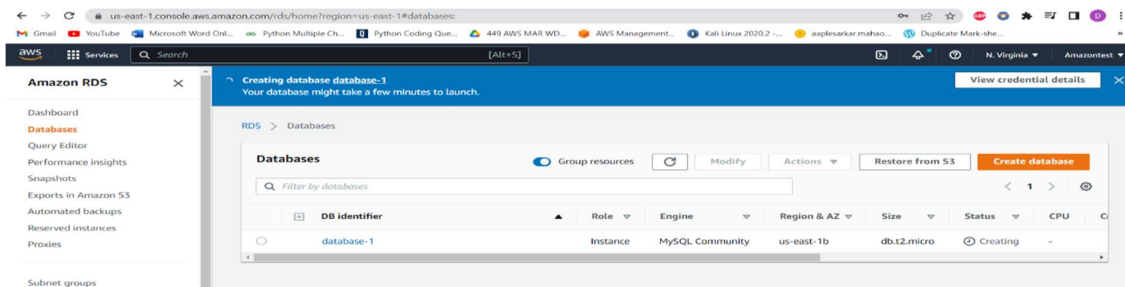 us-east-1.console.aws.amazon.com/rds/home?region=us-east-1#databases:
Gmail YouTube Microsoft Word Onl... Python Multiple Ch... Python Coding Que... 449 AWS MAR WD... AWS Management... Kali Linux 2020.2 -... aaplesarkar.mahao... Duplicate Mark-she... »
aws Services Search [Alt+S] N. Virginia Amazontest
Amazon RDS
Dashboard
Databases
Query Editor
Performance insights
Snapshots
Exports in Amazon S3
Automated backups
Reserved instances
Proxies
Subnet groups
Creating database database-1
Your database might take a few minutes to launch.
View credential details
RDS > Databases
Databases
Group resources Modify Actions Restore from S3 Create database
Filter by databases
< 1 >
DB identifier Role Engine Region & AZ Size Status CPU C
database-1 Instance MySQL Community us-east-1b db.t2.micro Creating -